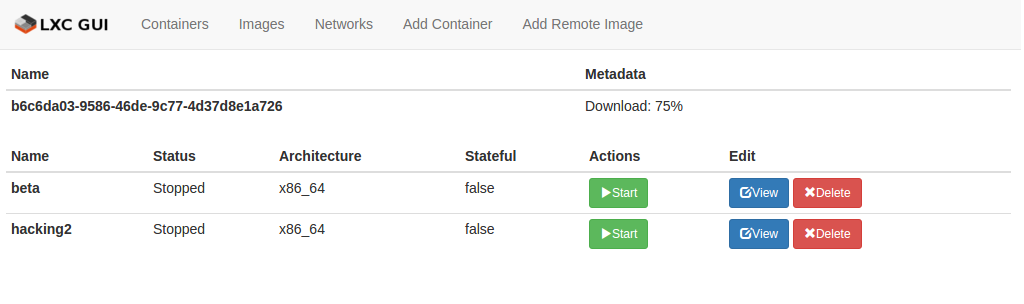 LXC GUI Containers Images Networks Add Container Add Remote Image
Name Metadata
b6c6da03-9586-46de-9c77-4d37d8e1a726 Download: 75%
Name Status Architecture Stateful Actions Edit
beta Stopped x86_64 false Start View Delete
hacking2 Stopped x86_64 false Start View Delete